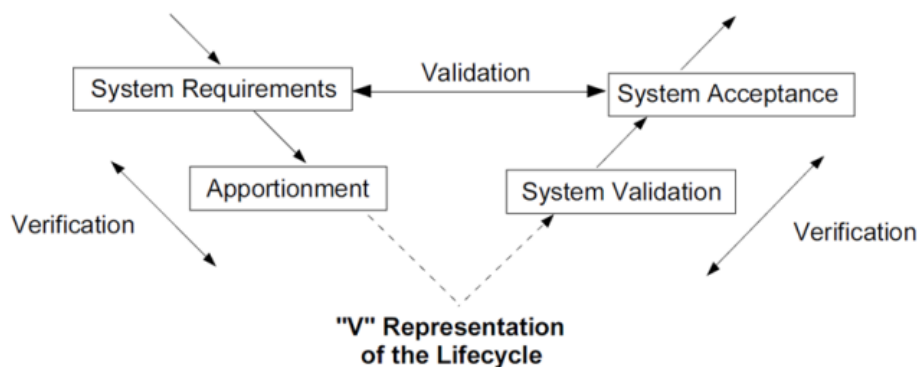 Validation
System Requirements
System Acceptance
Apportionment
System Validation
Verification
Verification
"V" Representation
of the Lifecycle